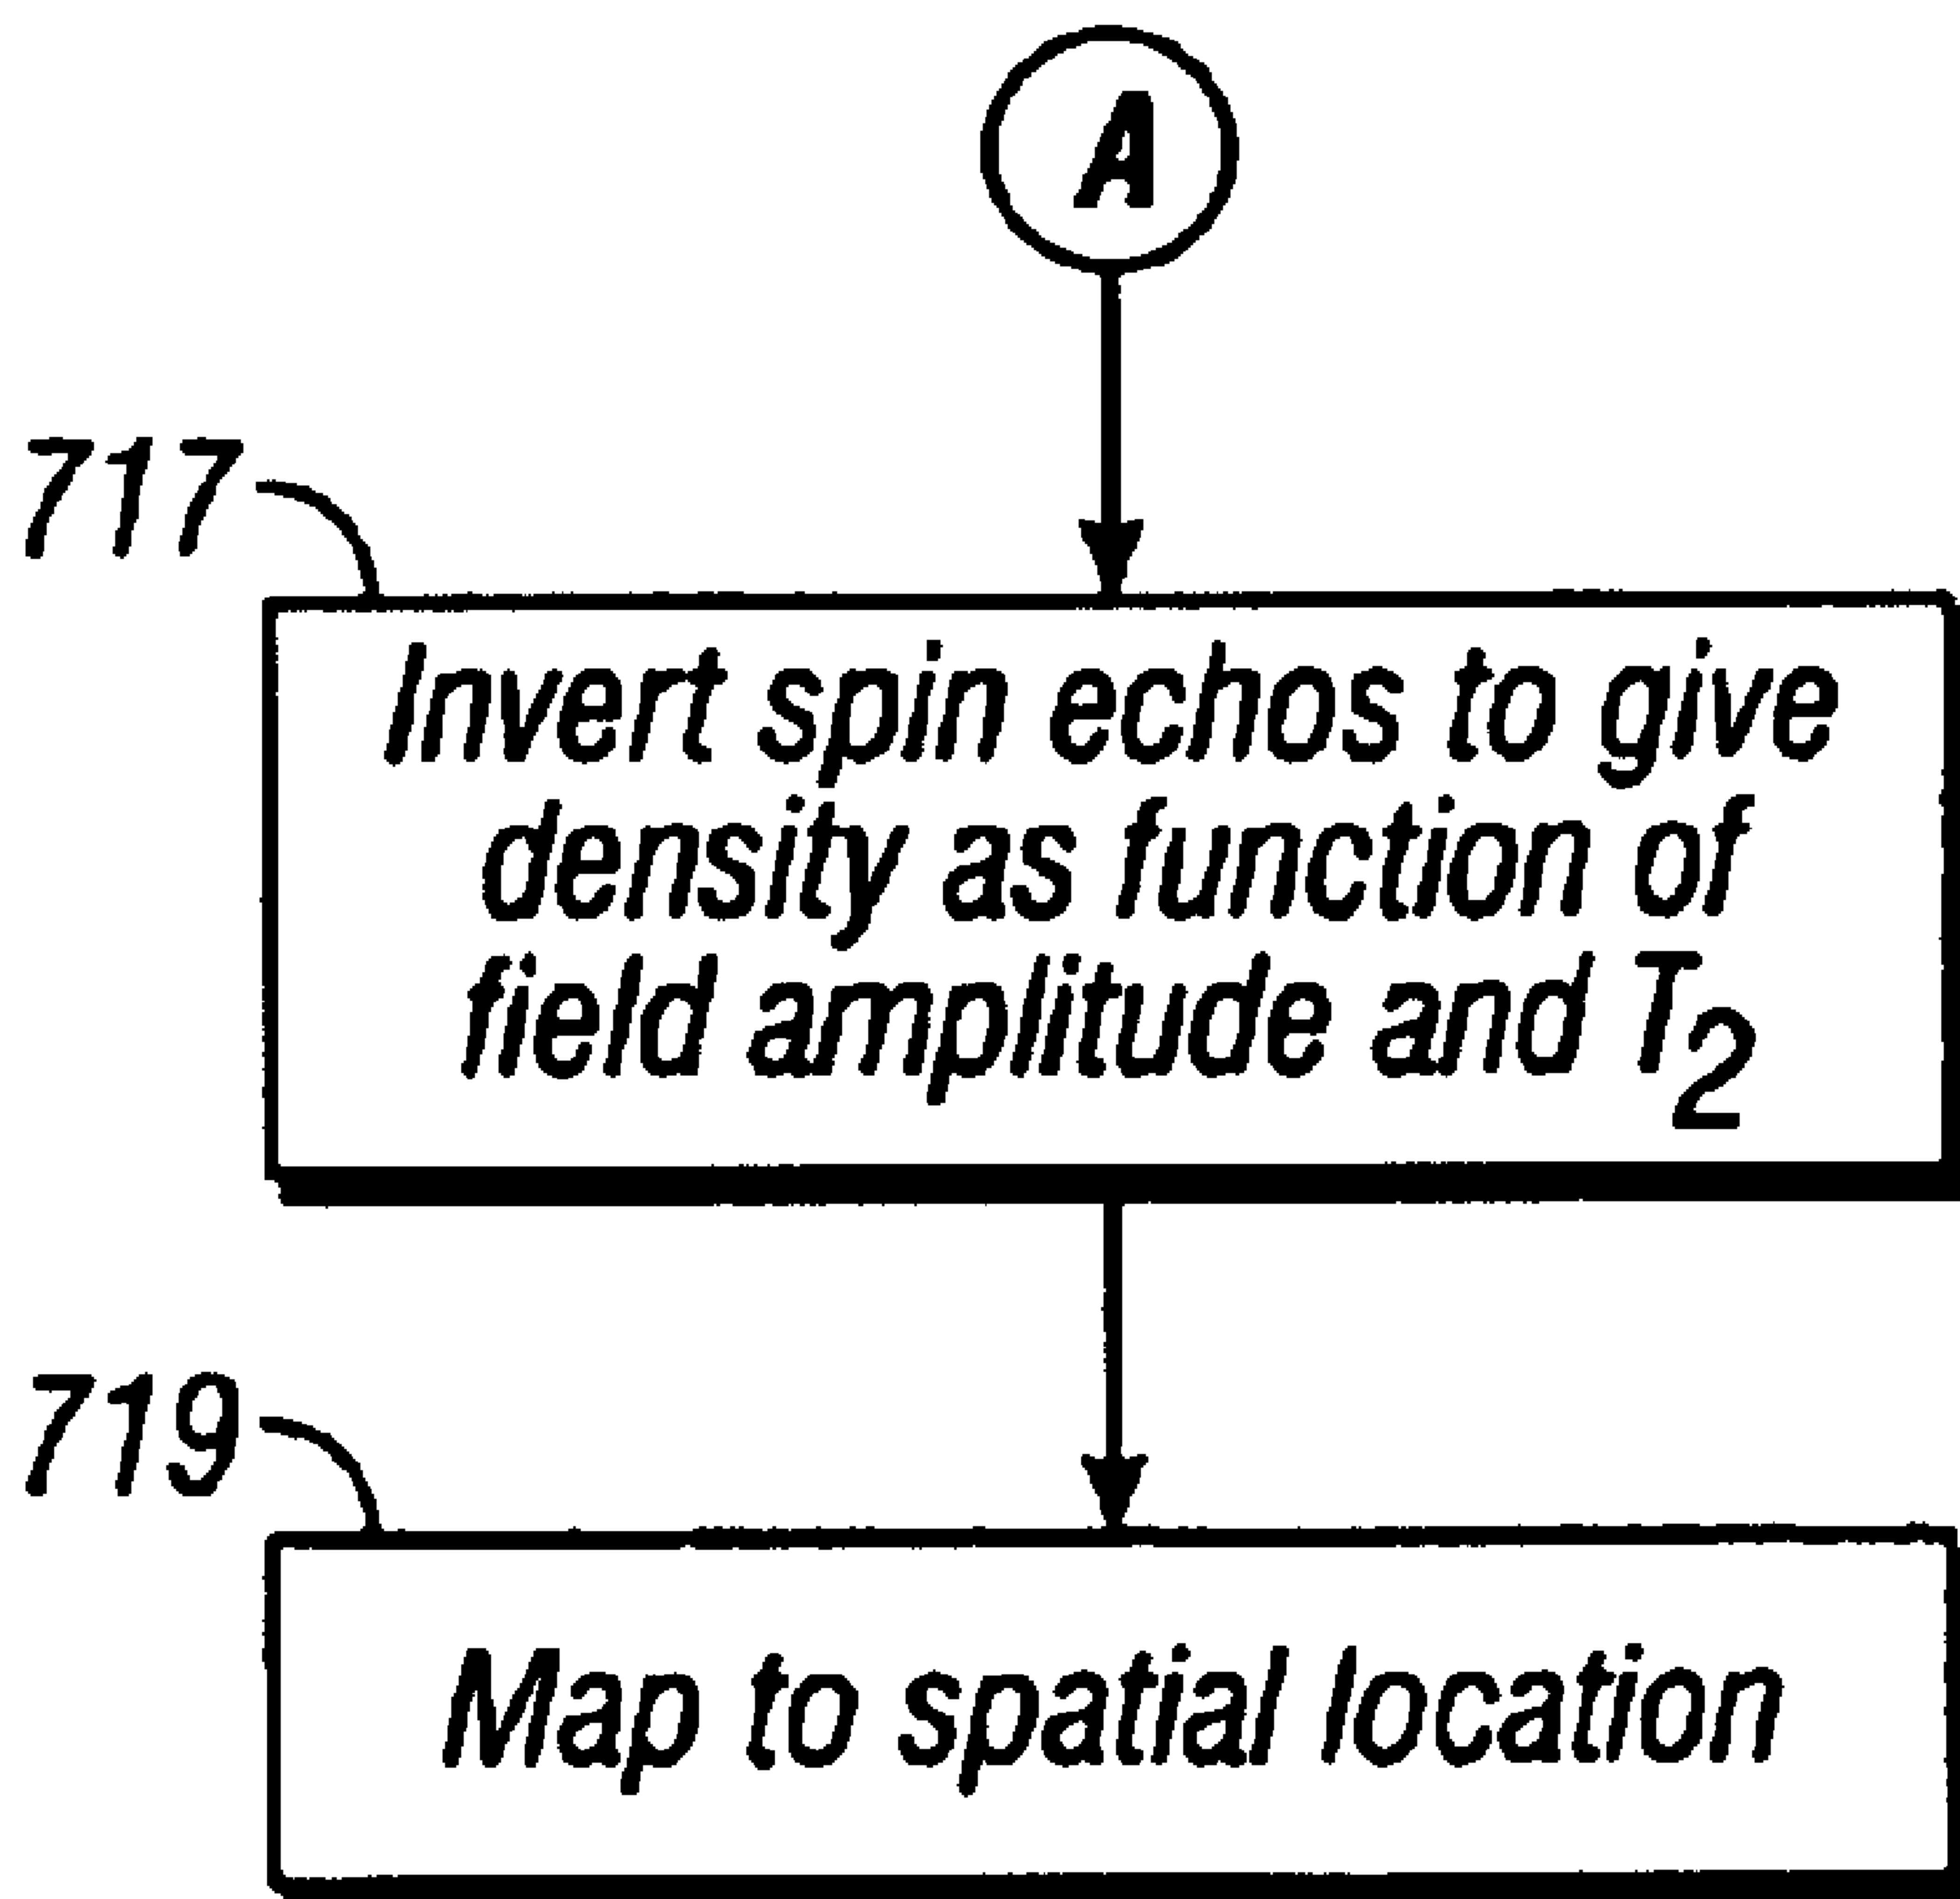 A
717
Invert spin echos to give
density as function of
field amplitude and T₂
719
Map to spatial location